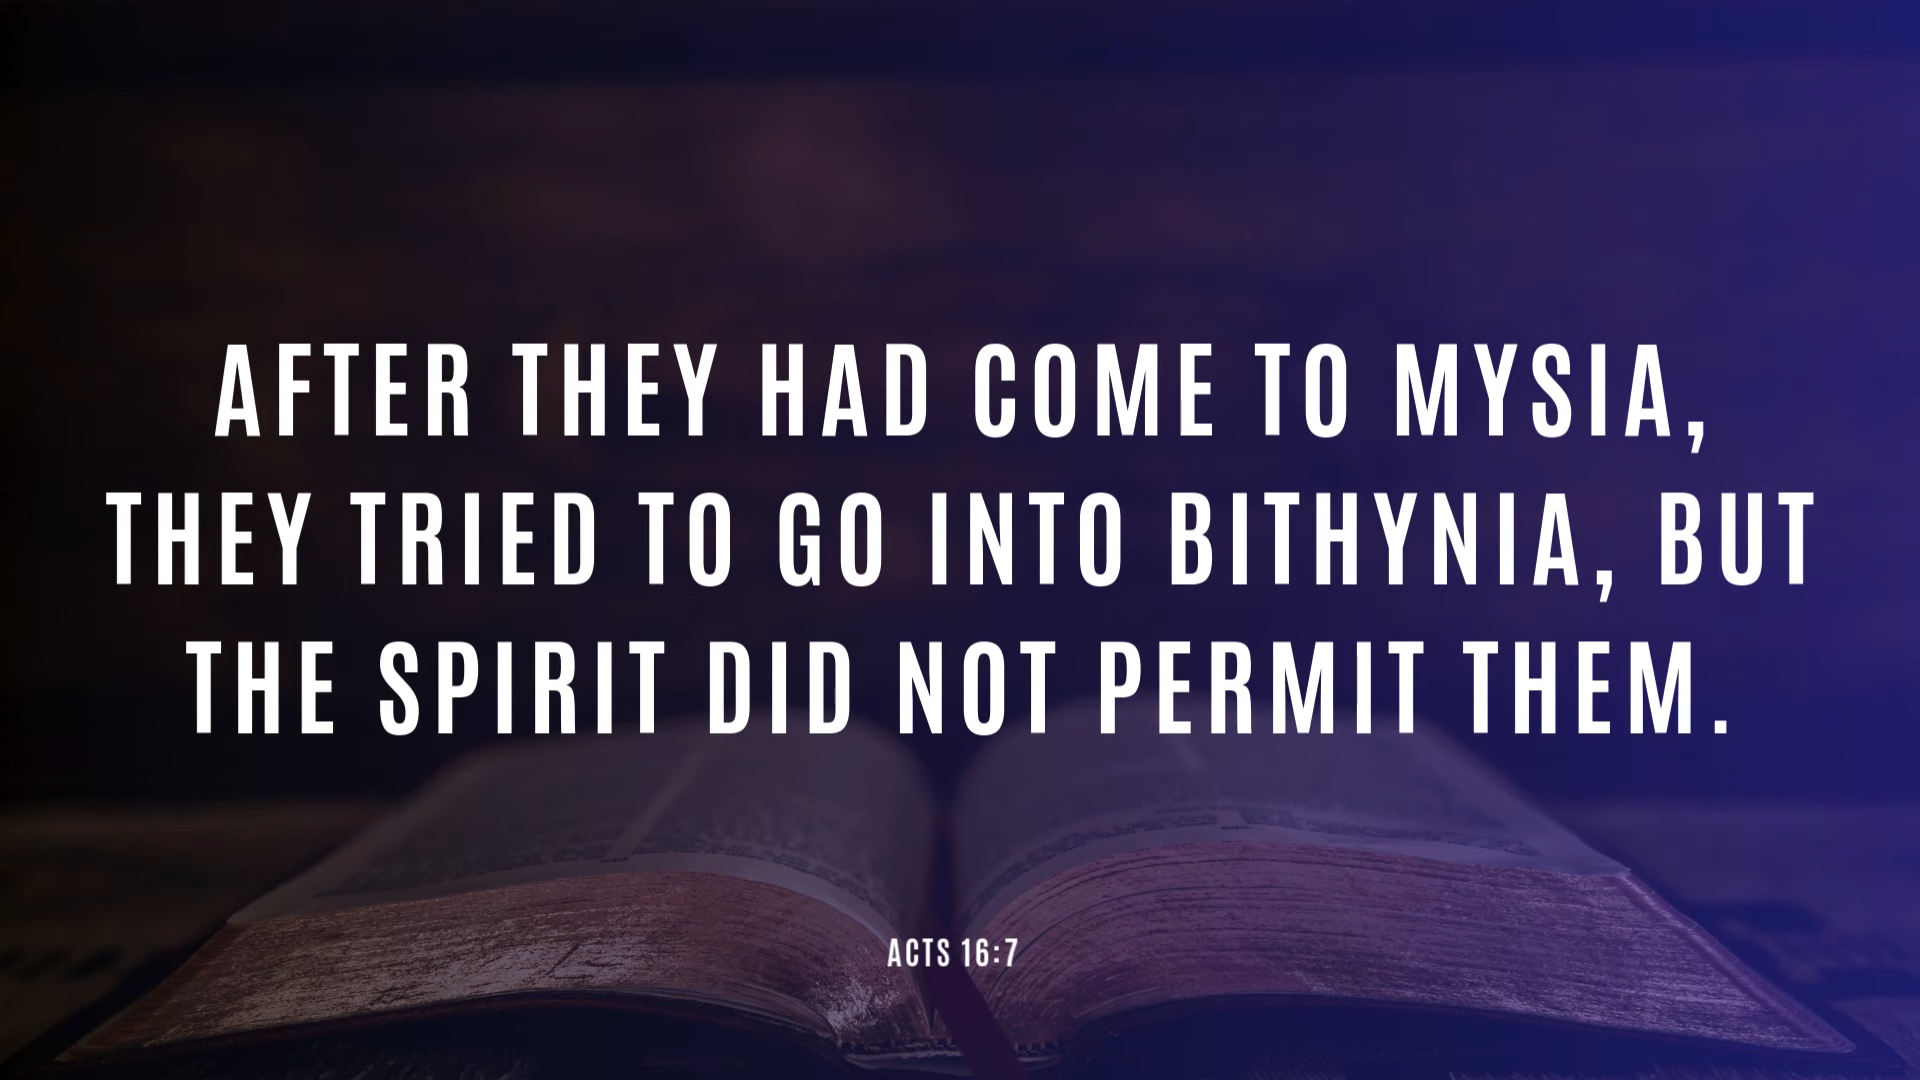 AFTER THEY HAD COME TO MYSIA,
THEY TRIED TO GO INTO BITHYNIA, BUT
THE SPIRIT DID NOT PERMIT THEM.
ACTS 16:7